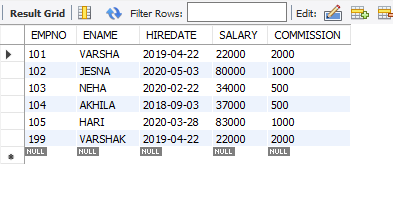 Result Grid Filter Rows: Edit:
EMPNO ENAME HIREDATE SALARY COMMISSION
101 VARSHA 2019-04-22 22000 2000
102 JESNA 2020-05-03 80000 1000
103 NEHA 2020-02-22 34000 500
104 AKHILA 2018-09-03 37000 500
105 HARI 2020-03-28 83000 1000
199 VARSHAK 2019-04-22 22000 2000
NULL NULL NULL NULL NULL